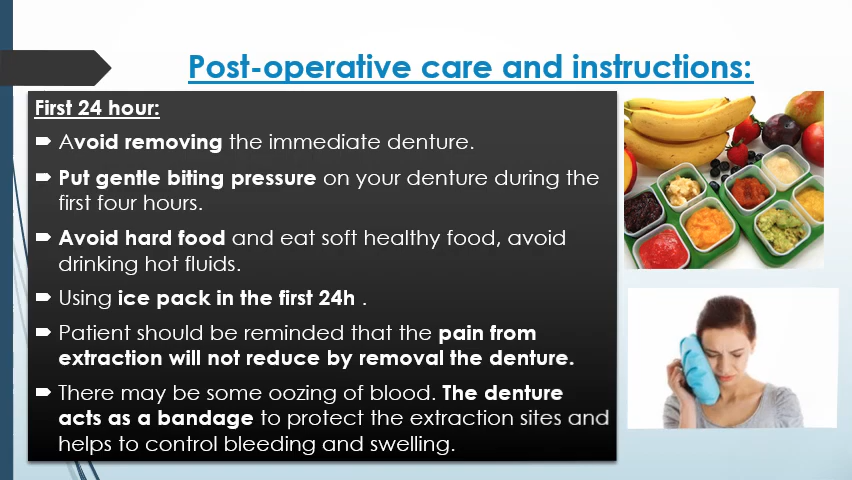 Post-operative care and instructions:
First 24 hour:
Avoid removing the immediate denture.
Put gentle biting pressure on your denture during the
first four hours.
Avoid hard food and eat soft healthy food, avoid
drinking hot fluids.
Using ice pack in the first 24h .
Patient should be reminded that the pain from
extraction will not reduce by removal the denture.
There may be some oozing of blood. The denture
acts as a bandage to protect the extraction sites and
helps to control bleeding and swelling.